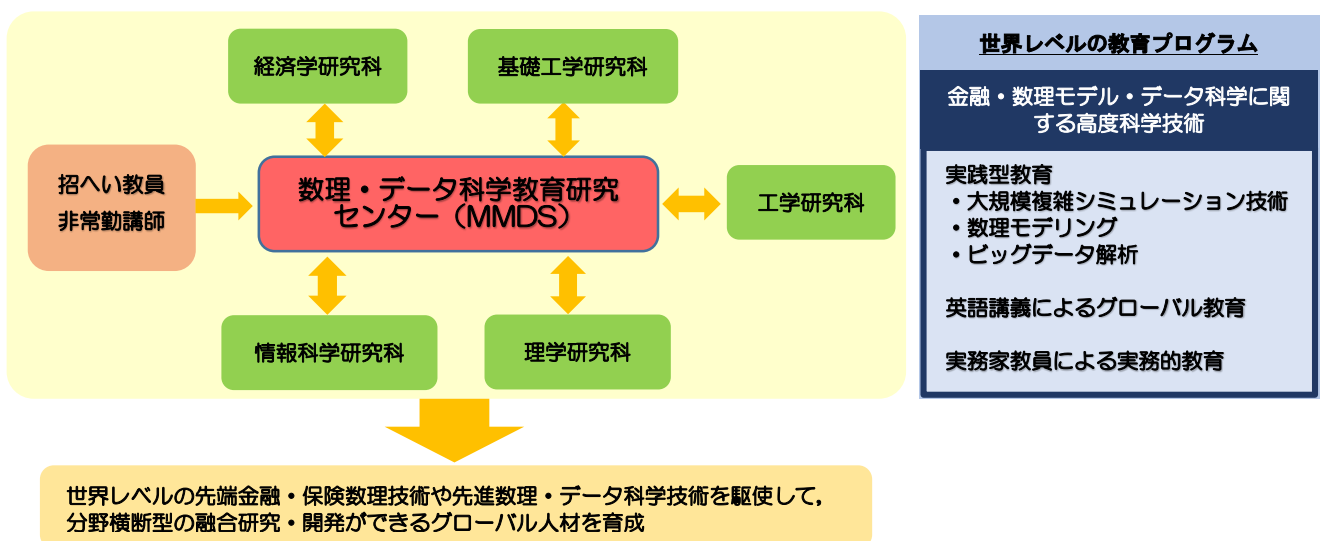 経済学研究科
基礎工学研究科
招へい教員
非常勤講師
数理・データ科学教育研究
センター（MMDS）
工学研究科
情報科学研究科
理学研究科
世界レベルの先端金融・保険数理技術や先進数理・データ科学技術を駆使して，
分野横断型の融合研究・開発ができるグローバル人材を育成
世界レベルの教育プログラム
金融・数理モデル・データ科学に関
する高度科学技術
実践型教育
・大規模複雑シミュレーション技術
・数理モデリング
・ビッグデータ解析
英語講義によるグローバル教育
実務家教員による実務的教育